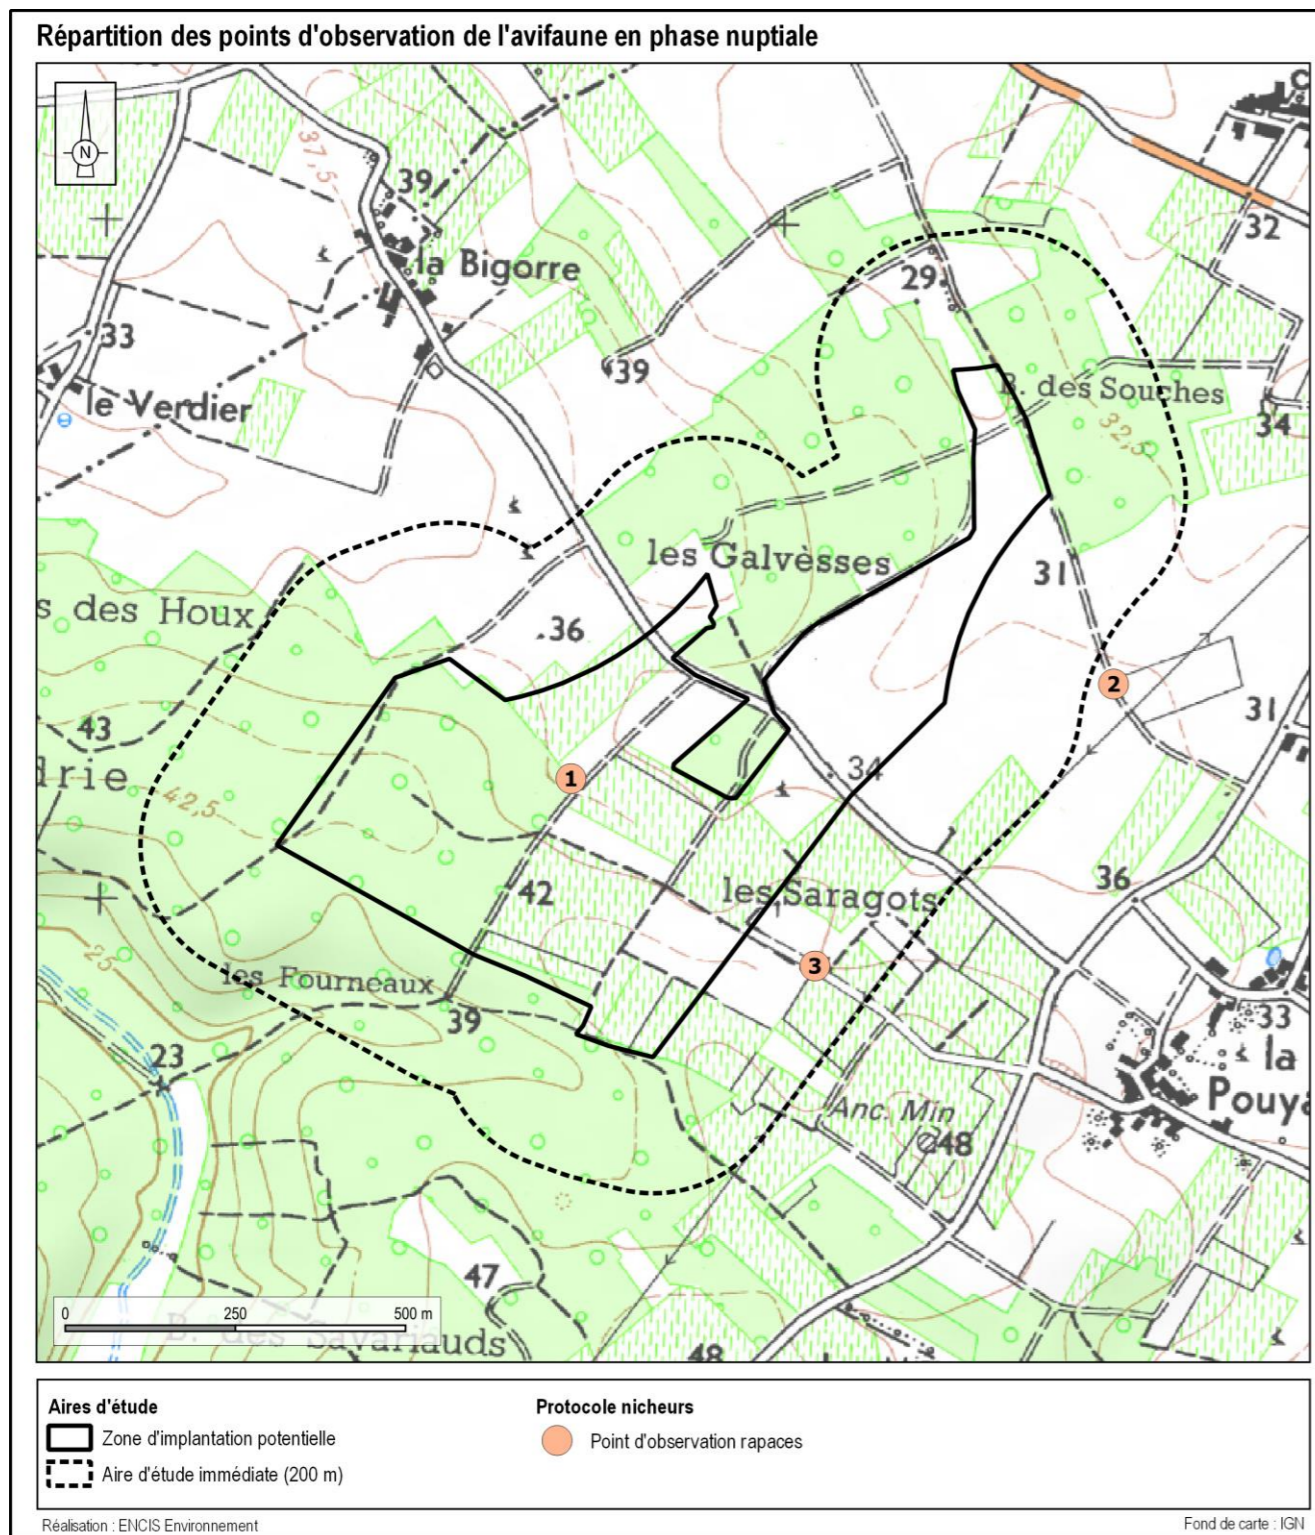 Répartition des points d'observation de l'avifaune en phase nuptiale
N
37,5
39
32
la Bigorre
29
33
39
le Verdier
B. des Souches
34
32,5
les Galvèsses
31
s des Houx
36
2
31
43
drie
1
34
42,5
36
42
les Saragots
3
25
les Fourneaux
39
33
23
la
Pouya
Anc. Min
48
47
0 250 500 m
B. des Savariauds
48
Aires d'étude
Zone d'implantation potentielle
Aire d'étude immédiate (200 m)
Protocole nicheurs
Point d'observation rapaces
Réalisation : ENCIS Environnement
Fond de carte : IGN